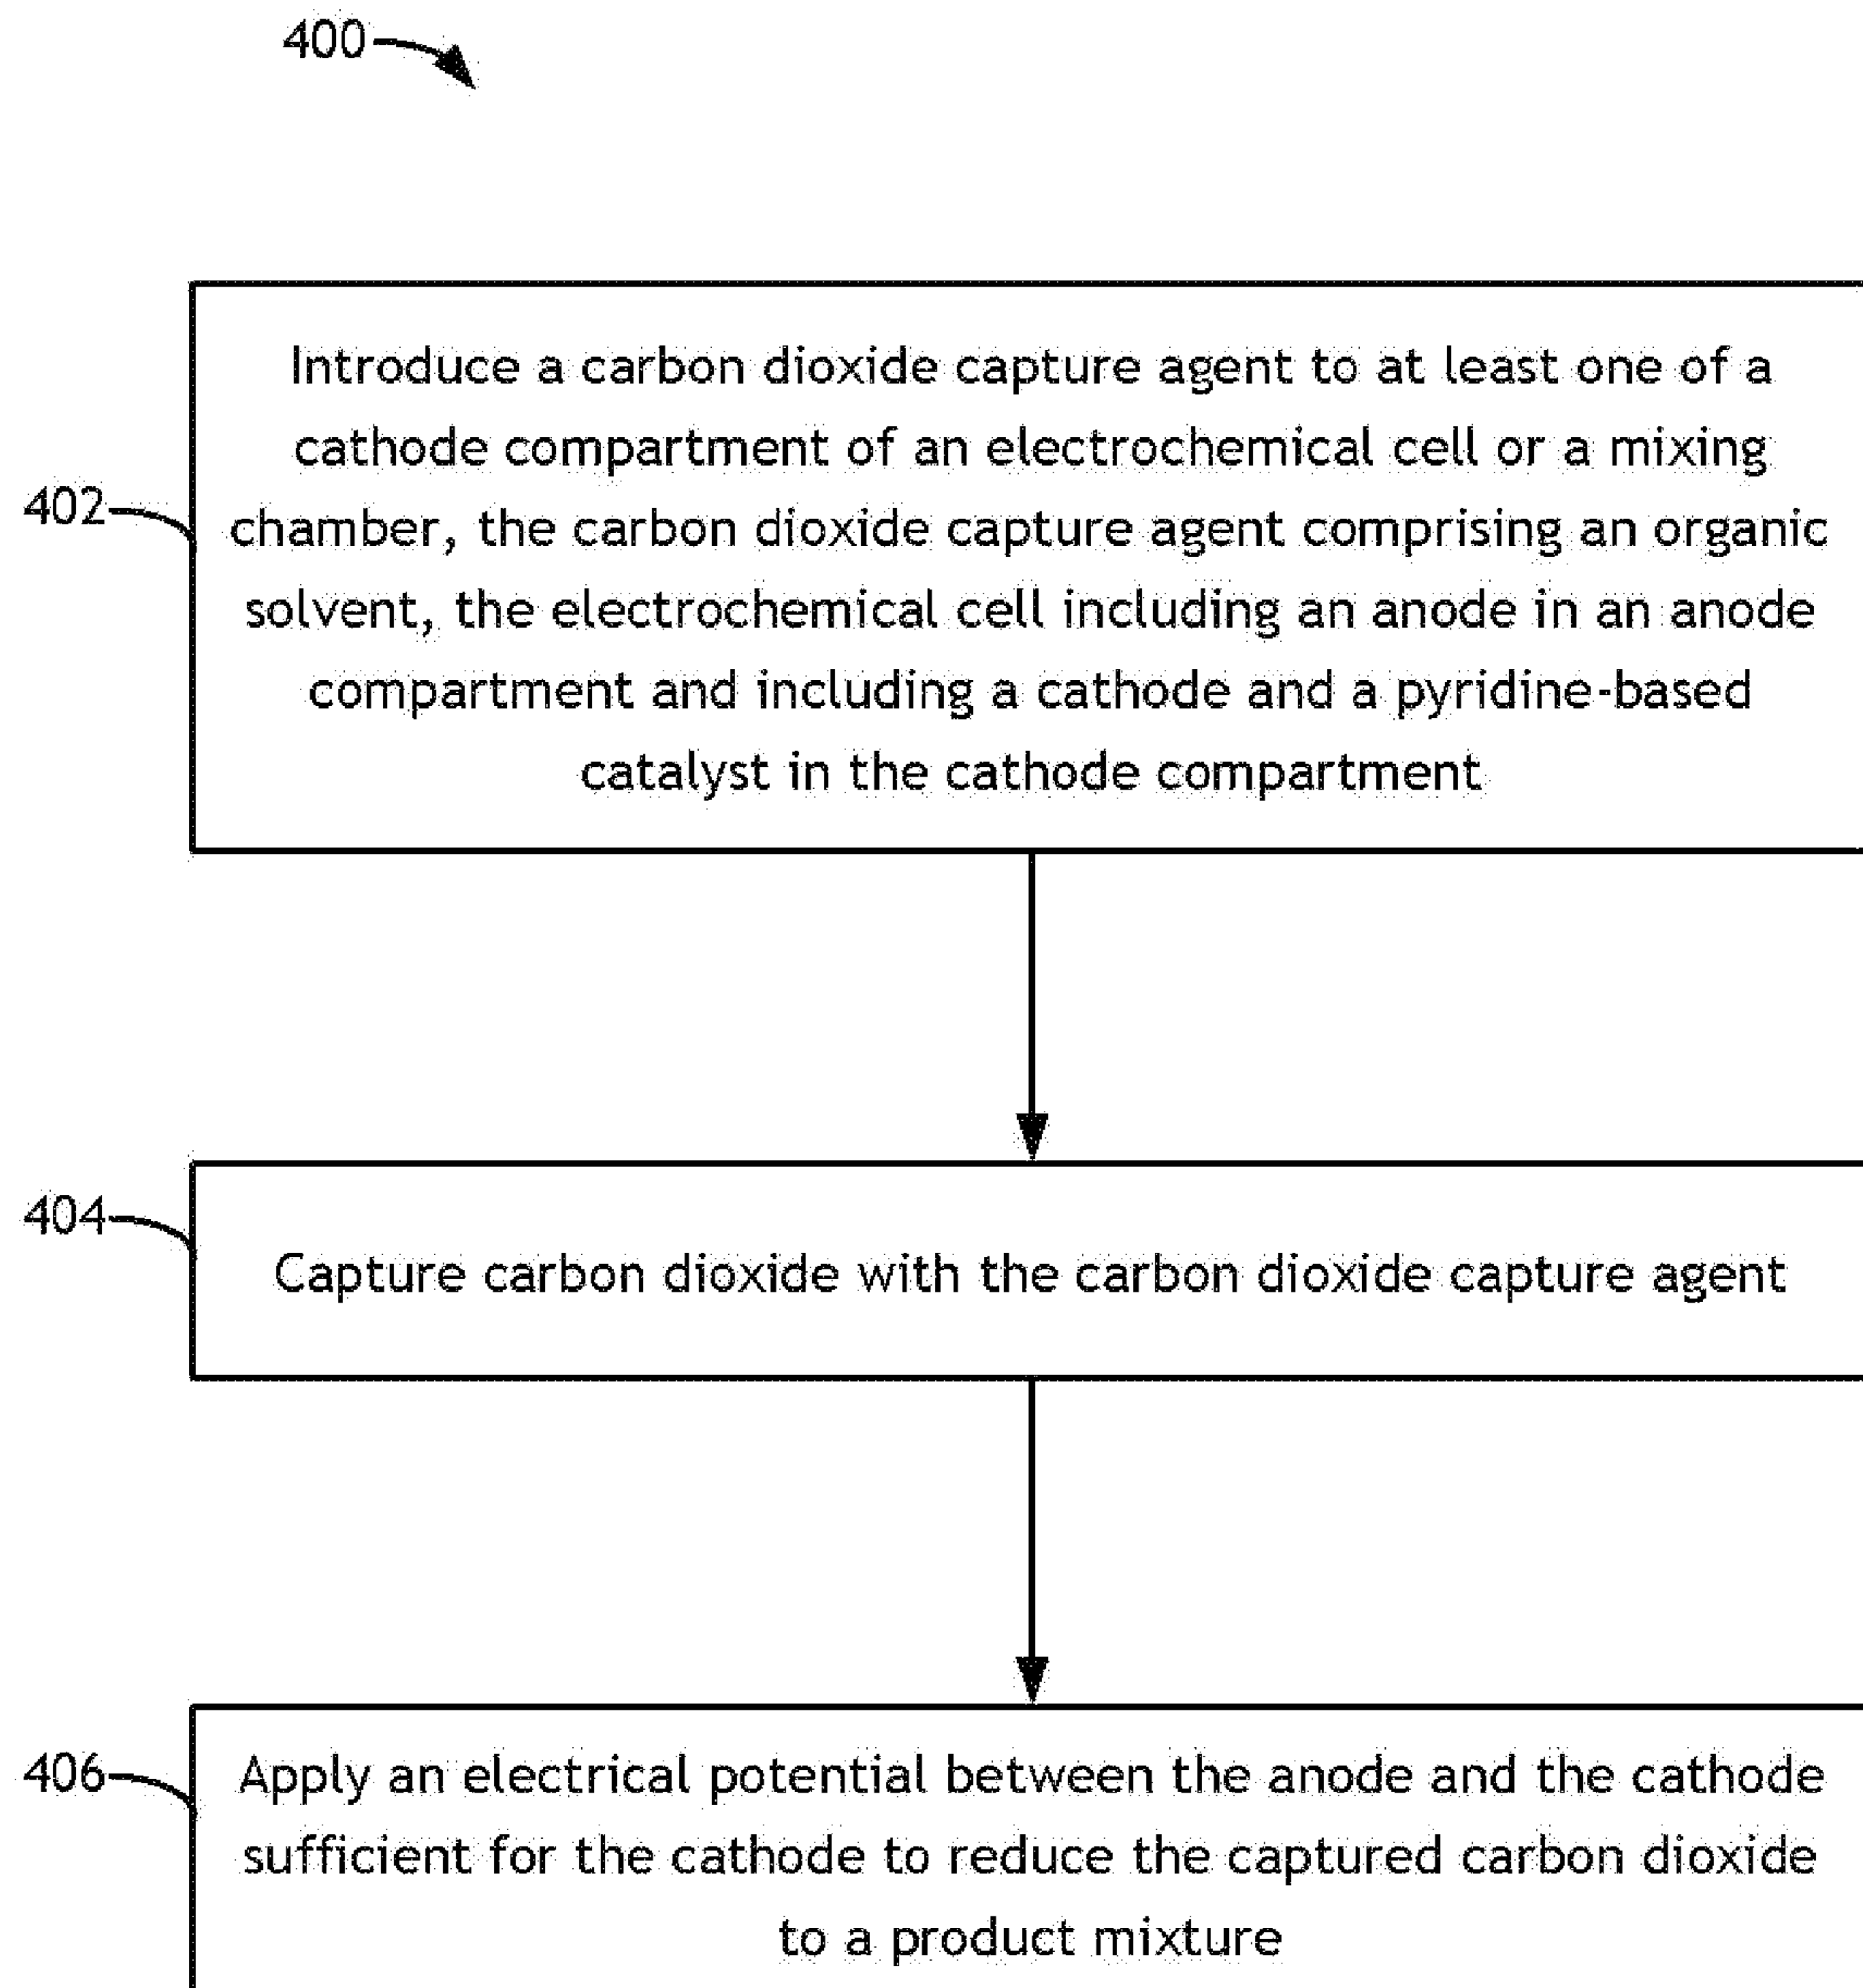 400
Introduce a carbon dioxide capture agent to at least one of a
cathode compartment of an electrochemical cell or a mixing
402
chamber, the carbon dioxide capture agent comprising an organic
solvent, the electrochemical cell including an anode in an anode
compartment and including a cathode and a pyridine-based
catalyst in the cathode compartment
404
Capture carbon dioxide with the carbon dioxide capture agent
406
Apply an electrical potential between the anode and the cathode
sufficient for the cathode to reduce the captured carbon dioxide
to a product mixture